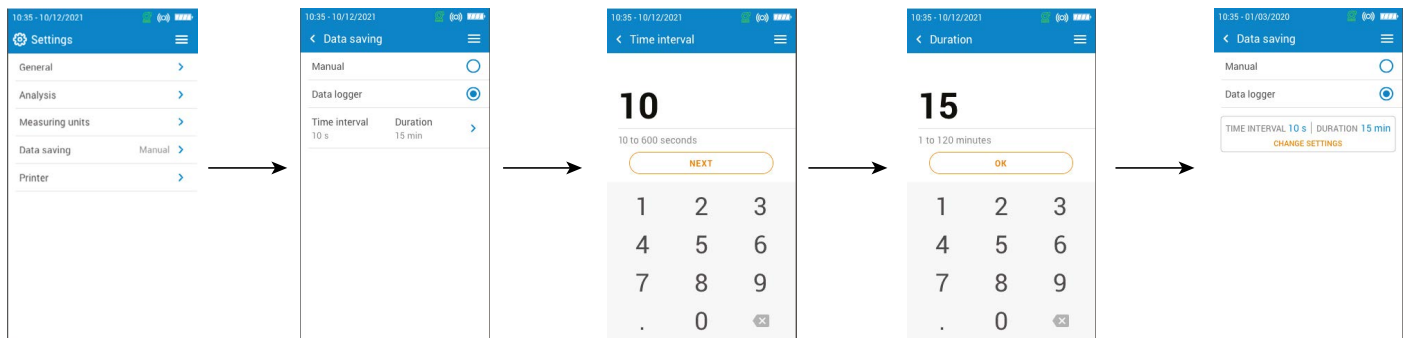 10:35 - 10/12/2021
Settings
General
Analysis
Measuring units
Data saving Manual
Printer
10:35 - 10/12/2021
Data saving
Manual
Data logger
Time interval Duration
10 s 15 min
10:35 - 10/12/2021
Time interval
10
10 to 600 seconds
NEXT
1 2 3
4 5 6
7 8 9
. 0
10:35 - 10/12/2021
Duration
15
1 to 120 minutes
OK
1 2 3
4 5 6
7 8 9
. 0
10:35 - 01/03/2020
Data saving
Manual
Data logger
TIME INTERVAL 10 s | DURATION 15 min
CHANGE SETTINGS